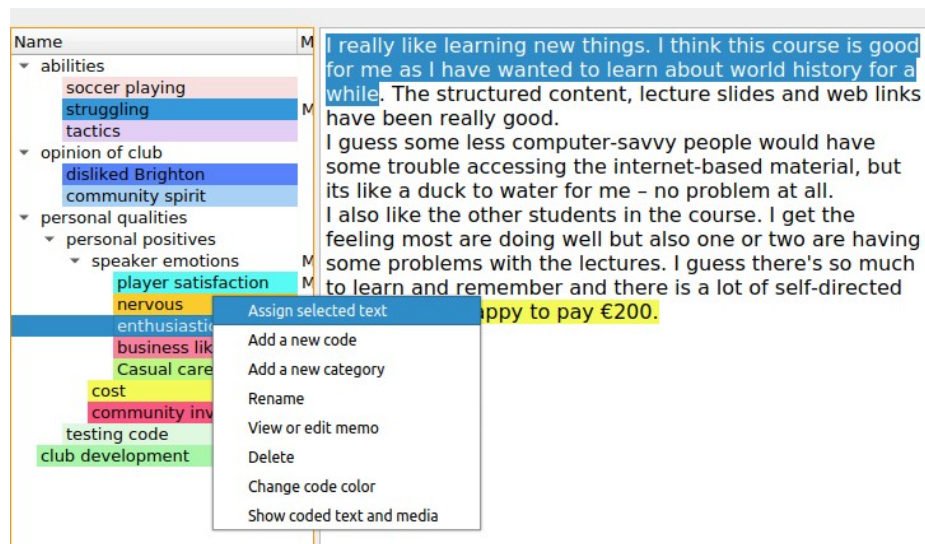 Name
M
abilities
soccer playing
struggling
M
tactics
opinion of club
disliked Brighton
community spirit
personal qualities
personal positives
speaker emotions
M
player satisfaction
M
nervous
enthusiastic
business lik
Casual care
cost
community inv
testing code
club development
Assign selected text
Add a new code
Add a new category
Rename
View or edit memo
Delete
Change code color
Show coded text and media
I really like learning new things. I think this course is good
for me as I have wanted to learn about world history for a
while. The structured content, lecture slides and web links
have been really good.
I guess some less computer-savvy people would have
some trouble accessing the internet-based material, but
its like a duck to water for me – no problem at all.
I also like the other students in the course. I get the
feeling most are doing well but also one or two are having
some problems with the lectures. I guess there's so much
to learn and remember and there is a lot of self-directed
appy to pay €200.